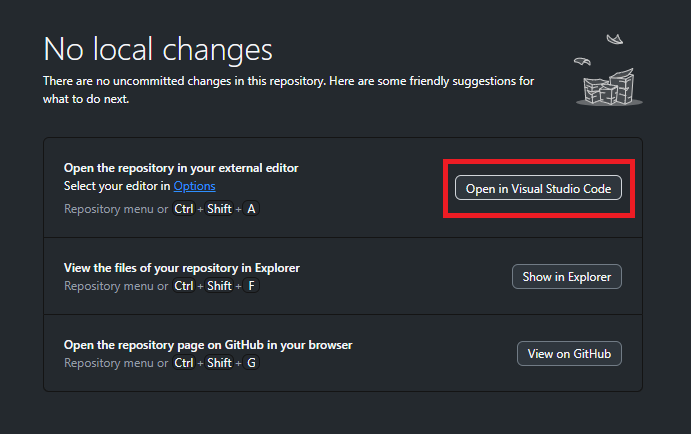 No local changes
There are no uncommitted changes in this repository. Here are some friendly suggestions for
what to do next.
Open the repository in your external editor
Select your editor in Options
Repository menu or Ctrl + Shift + A
Open in Visual Studio Code
View the files of your repository in Explorer
Repository menu or Ctrl + Shift + F
Show in Explorer
Open the repository page on GitHub in your browser
Repository menu or Ctrl + Shift + G
View on GitHub